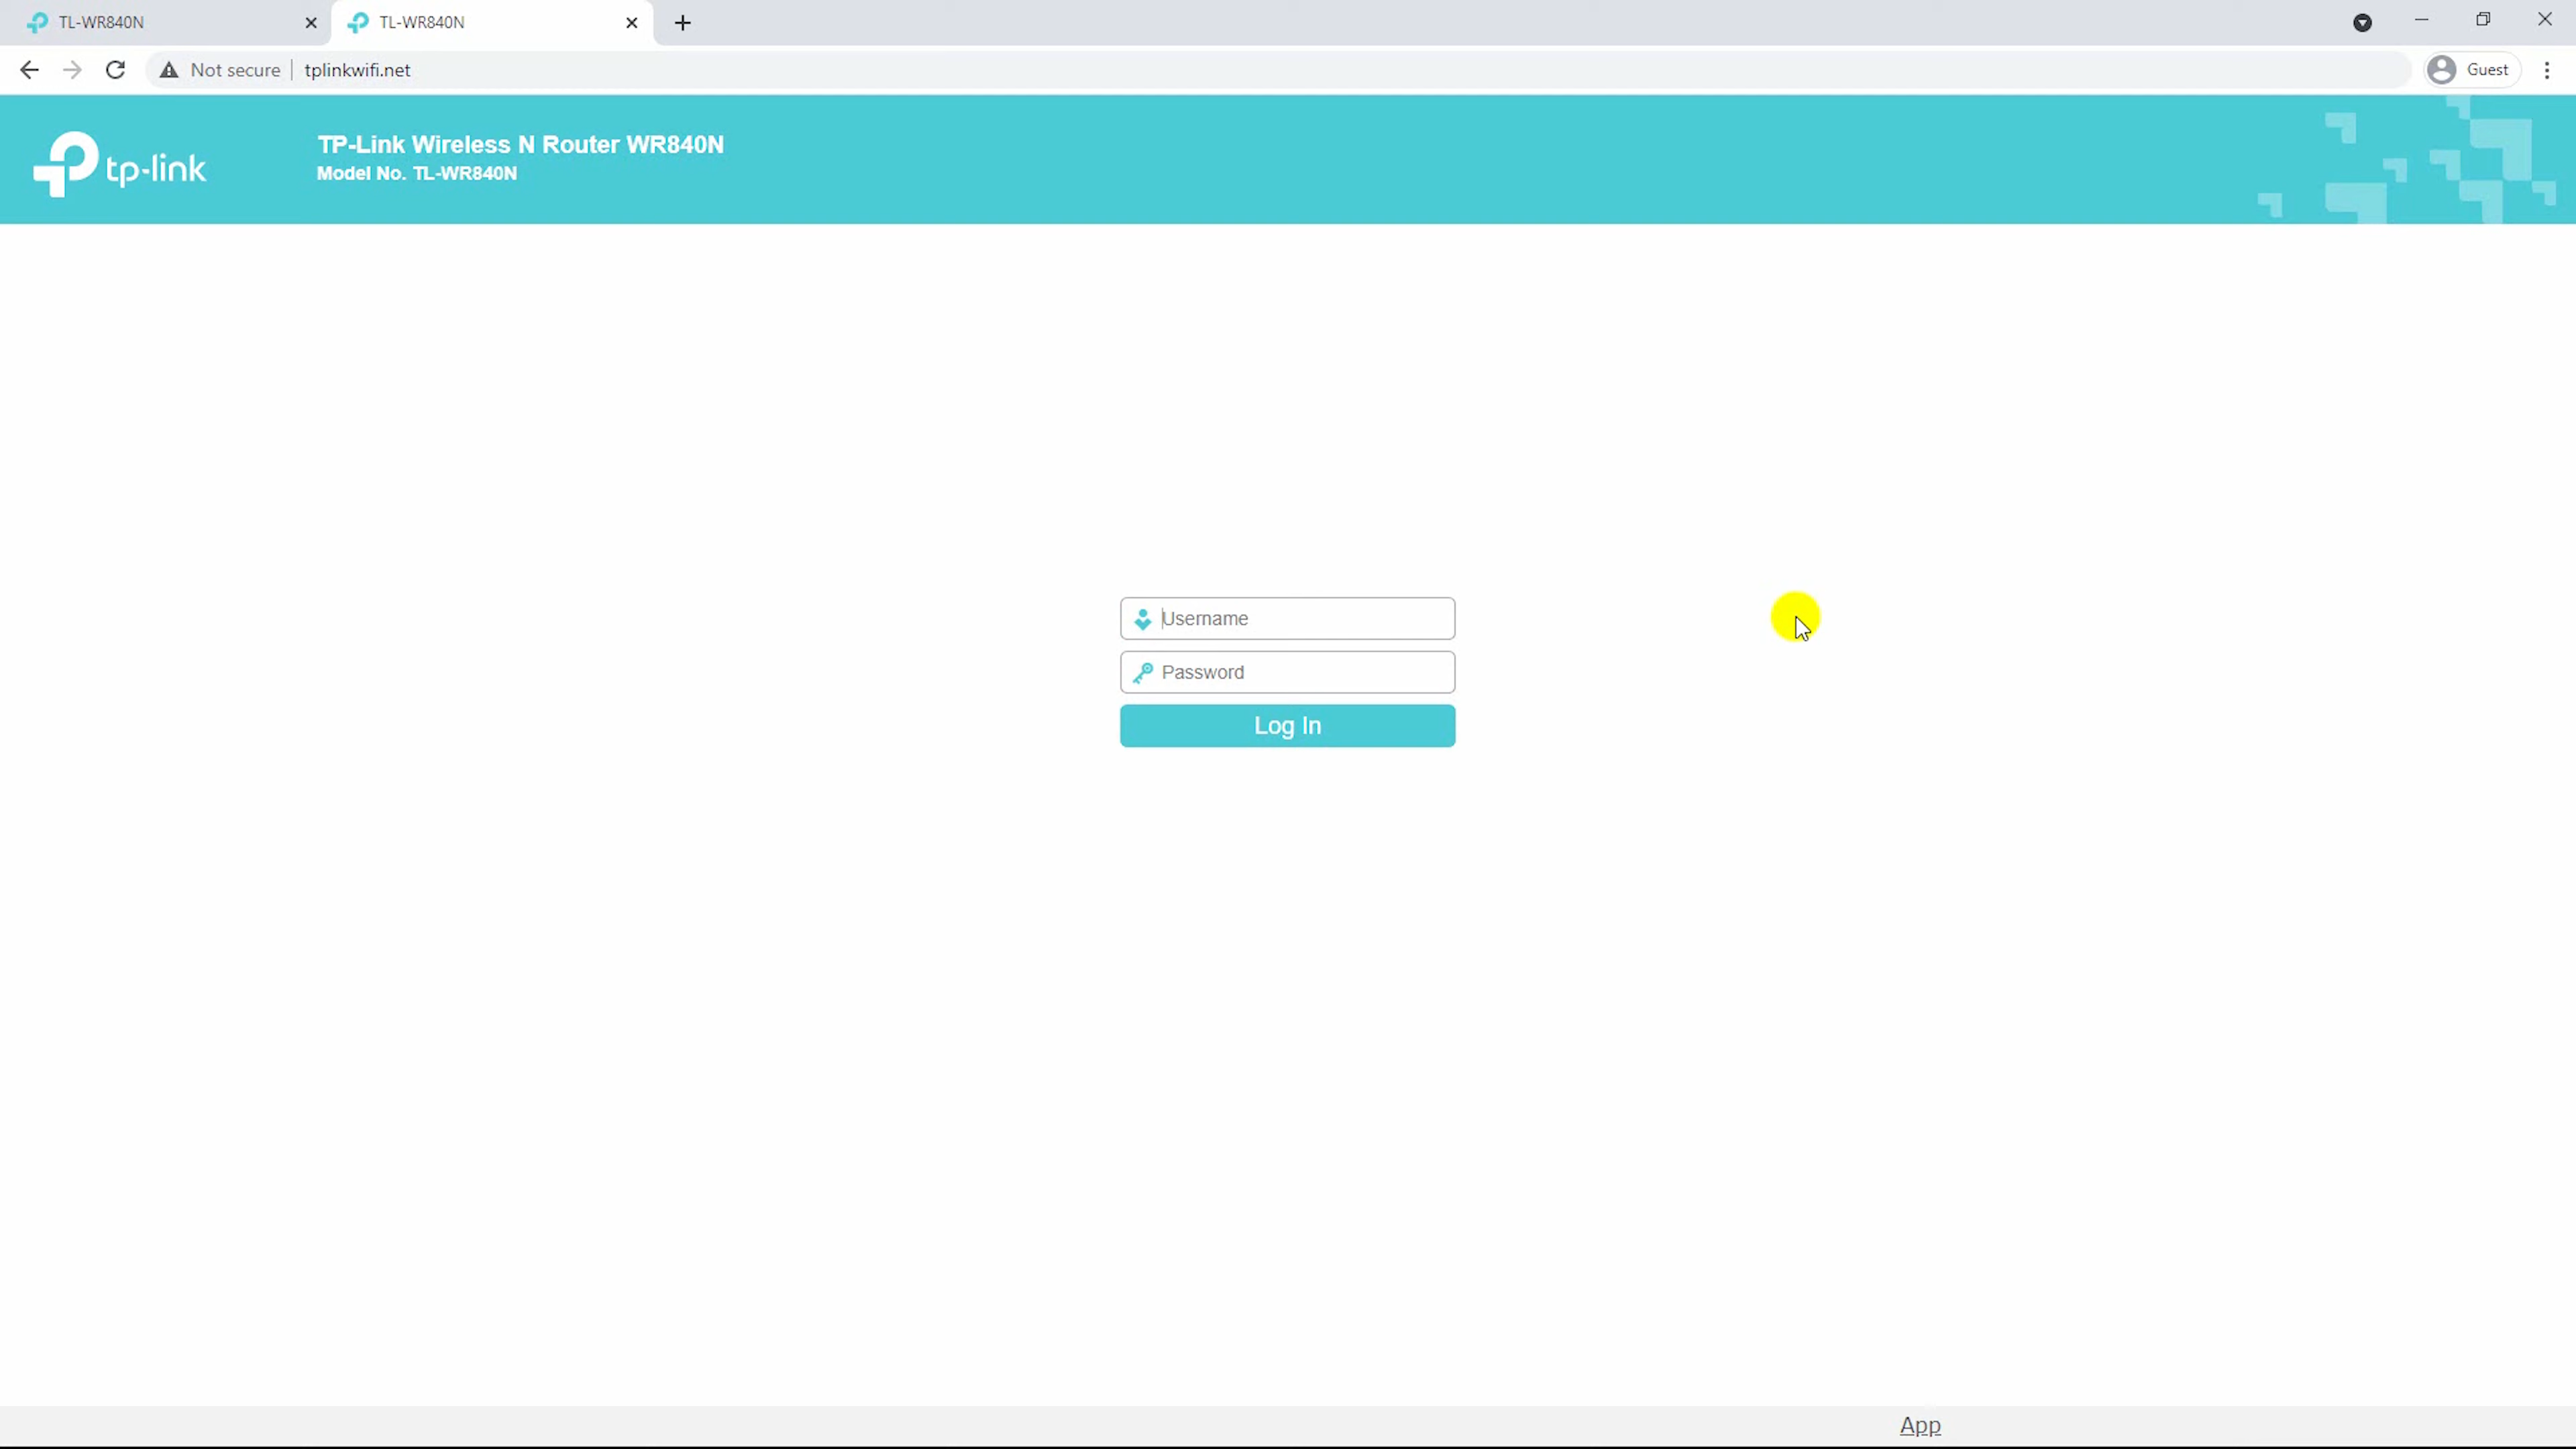 TL-WR840N
TL-WR840N
Not secure
tplinkwifi.net
Guest
tp-link
TP-Link Wireless N Router WR840N
Model No. TL-WR840N
Username
Password
Log In
App